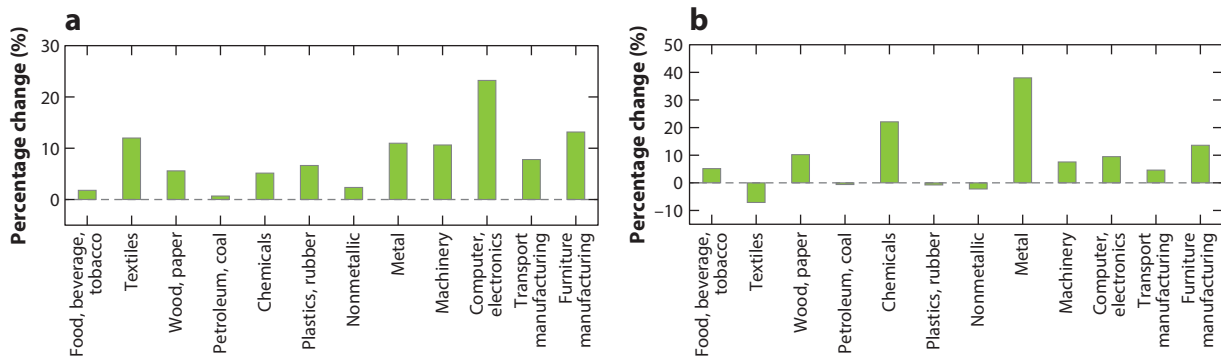 a
Percentage change (%)
30
20
10
0
Food, beverage,
tobacco
Textiles
Wood, paper
Petroleum, coal
Chemicals
Plastics, rubber
Nonmetallic
Metal
Machinery
Computer,
electronics
Transport
manufacturing
Furniture
manufacturing
b
Percentage change (%)
50
40
30
20
10
0
−10
Food, beverage,
tobacco
Textiles
Wood, paper
Petroleum, coal
Chemicals
Plastics, rubber
Nonmetallic
Metal
Machinery
Computer,
electronics
Transport
manufacturing
Furniture
manufacturing